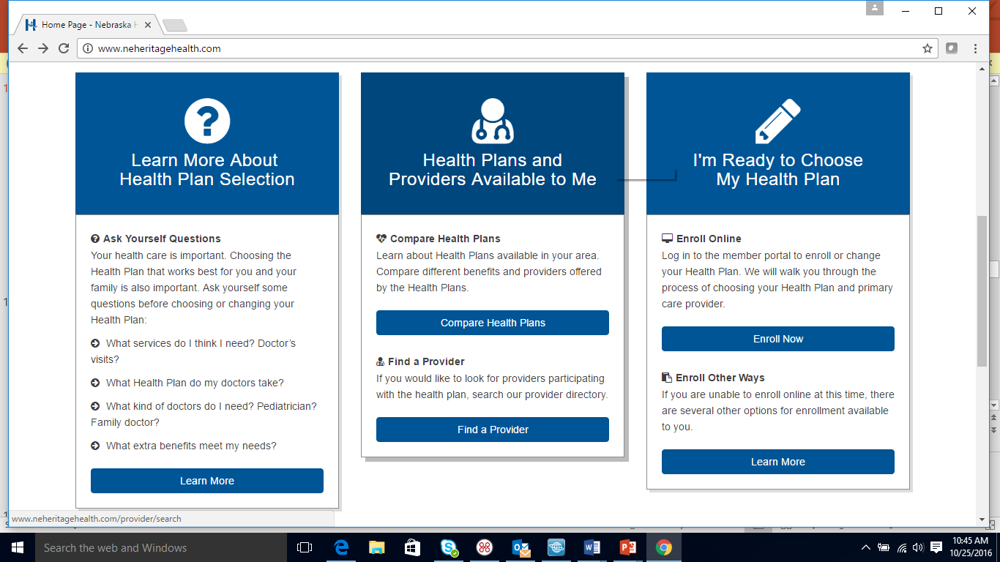 Home Page - Nebraska H
www.neheritagehealth.com
Learn More About
Health Plan Selection
Ask Yourself Questions
Your health care is important. Choosing the
Health Plan that works best for you and your
family is also important. Ask yourself some
questions before choosing or changing your
Health Plan:
What services do I think I need? Doctor's
visits?
What Health Plan do my doctors take?
What kind of doctors do I need? Pediatrician?
Family doctor?
What extra benefits meet my needs?
Learn More
Health Plans and
Providers Available to Me
Compare Health Plans
Learn about Health Plans available in your area.
Compare different benefits and providers offered
by the Health Plans.
Compare Health Plans
Find a Provider
If you would like to look for providers participating
with the health plan, search our provider directory.
Find a Provider
I'm Ready to Choose
My Health Plan
Enroll Online
Log in to the member portal to enroll or change
your Health Plan. We will walk you through the
process of choosing your Health Plan and primary
care provider.
Enroll Now
Enroll Other Ways
If you are unable to enroll online at this time, there
are several other options for enrollment available
to you.
Learn More
www.neheritagehealth.com/provider/search
Search the web and Windows
10:45 AM
10/25/2016